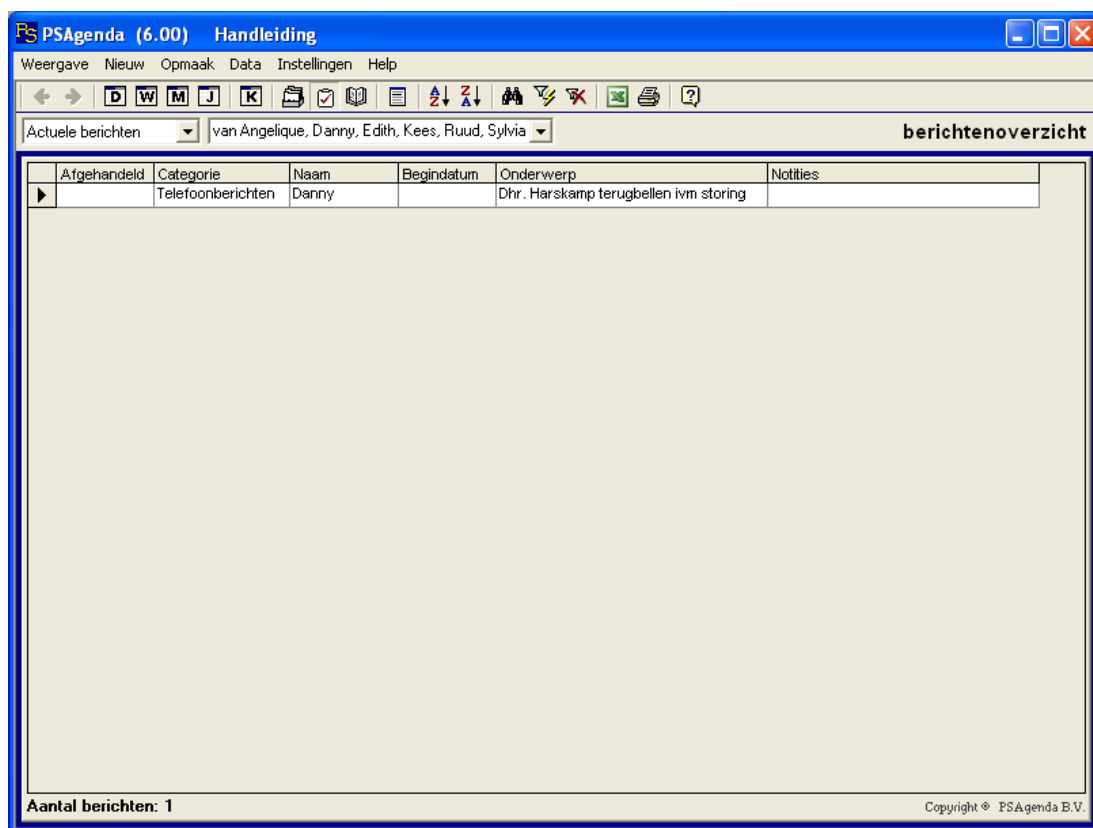 PS PSAgenda (6.00) Handleiding
Weergave Nieuw Opmaak Data Instellingen Help
D W M J K A Z Z A
Actuele berichten van Angelique, Danny, Edith, Kees, Ruud, Sylvia berichtenoverzicht
Afgehandeld Categorie Naam Begindatum Onderwerp Notities
Telefoonberichten Danny Dhr. Harskamp terugbellen ivm storing
Aantal berichten: 1 Copyright © PSAgenda B.V.